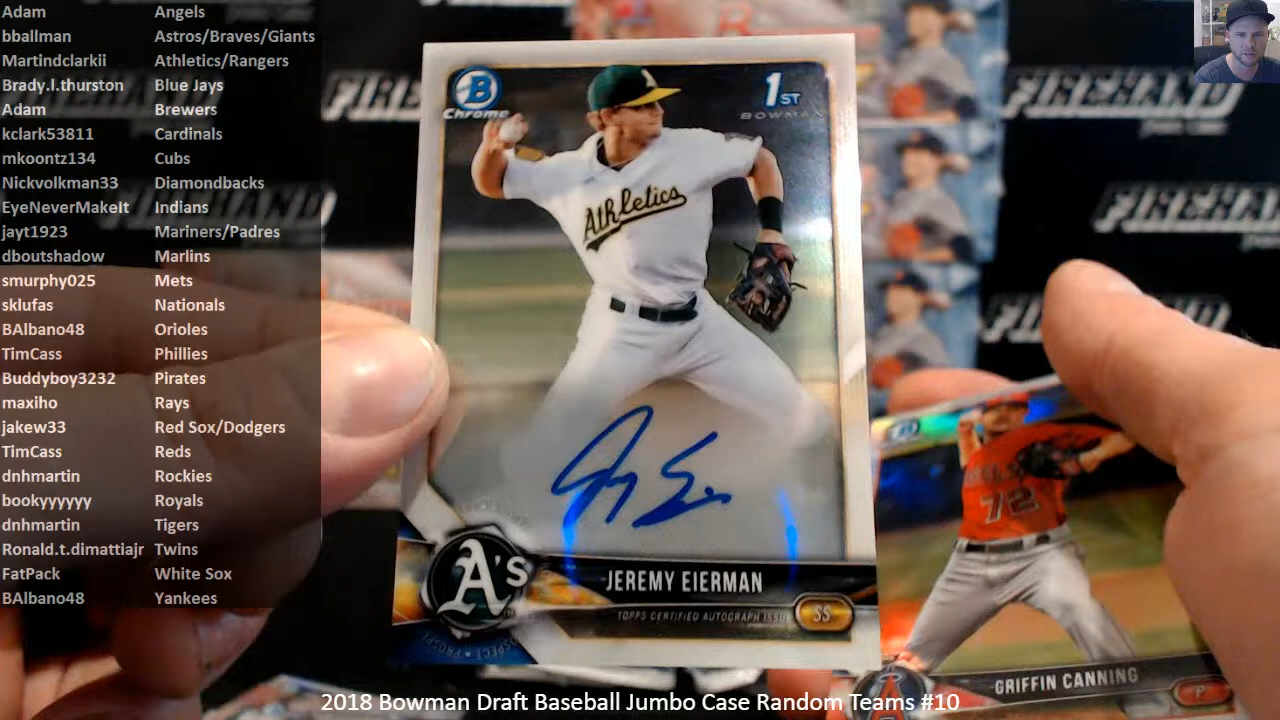 Adam Angels
bballman Astros/Braves/Giants
Martindclarkii Athletics/Rangers
Brady.l.thurston Blue Jays
Adam Brewers
kclark53811 Cardinals
mkoontz134 Cubs
Nickvolkman33 Diamondbacks
EyeNeverMakeIt Indians
jayt1923 Mariners/Padres
dboutshadow Marlins
smurphy025 Mets
sklufas Nationals
BAlbano48 Orioles
TimCass Phillies
Buddyboy3232 Pirates
maxiho Rays
jakew33 Red Sox/Dodgers
TimCass Reds
dnhmartin Rockies
bookyyyyyy Royals
dnhmartin Tigers
Ronald.t.dimattiajr Twins
FatPack White Sox
BAlbano48 Yankees
B
Chrome
1ST
BOWMAN
A
Athletics
A's
JEREMY EIERMAN
TOPPS CERTIFIED AUTOGRAPH ISSUE
SS
FIREHAND
FIREHAND
FIREHAND
FIREHAND
72
GRIFFIN CANNING
P
2018 Bowman Draft Baseball Jumbo Case Random Teams #10